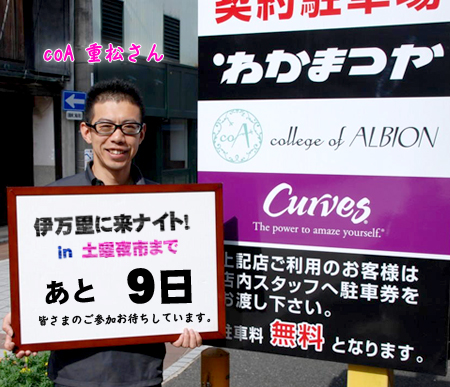 coA 重松さん
契約駐車場
わかまつや
coA
college of ALBION
Curves
The power to amaze yourself.
上記店ご利用のお客様は
店内スタッフへ駐車券を
お渡し下さい。
駐車料 無料 となります。
伊万里に来ナイト!
in 土曜夜市まで
あと 9日
皆さまのご参加お待ちしています。